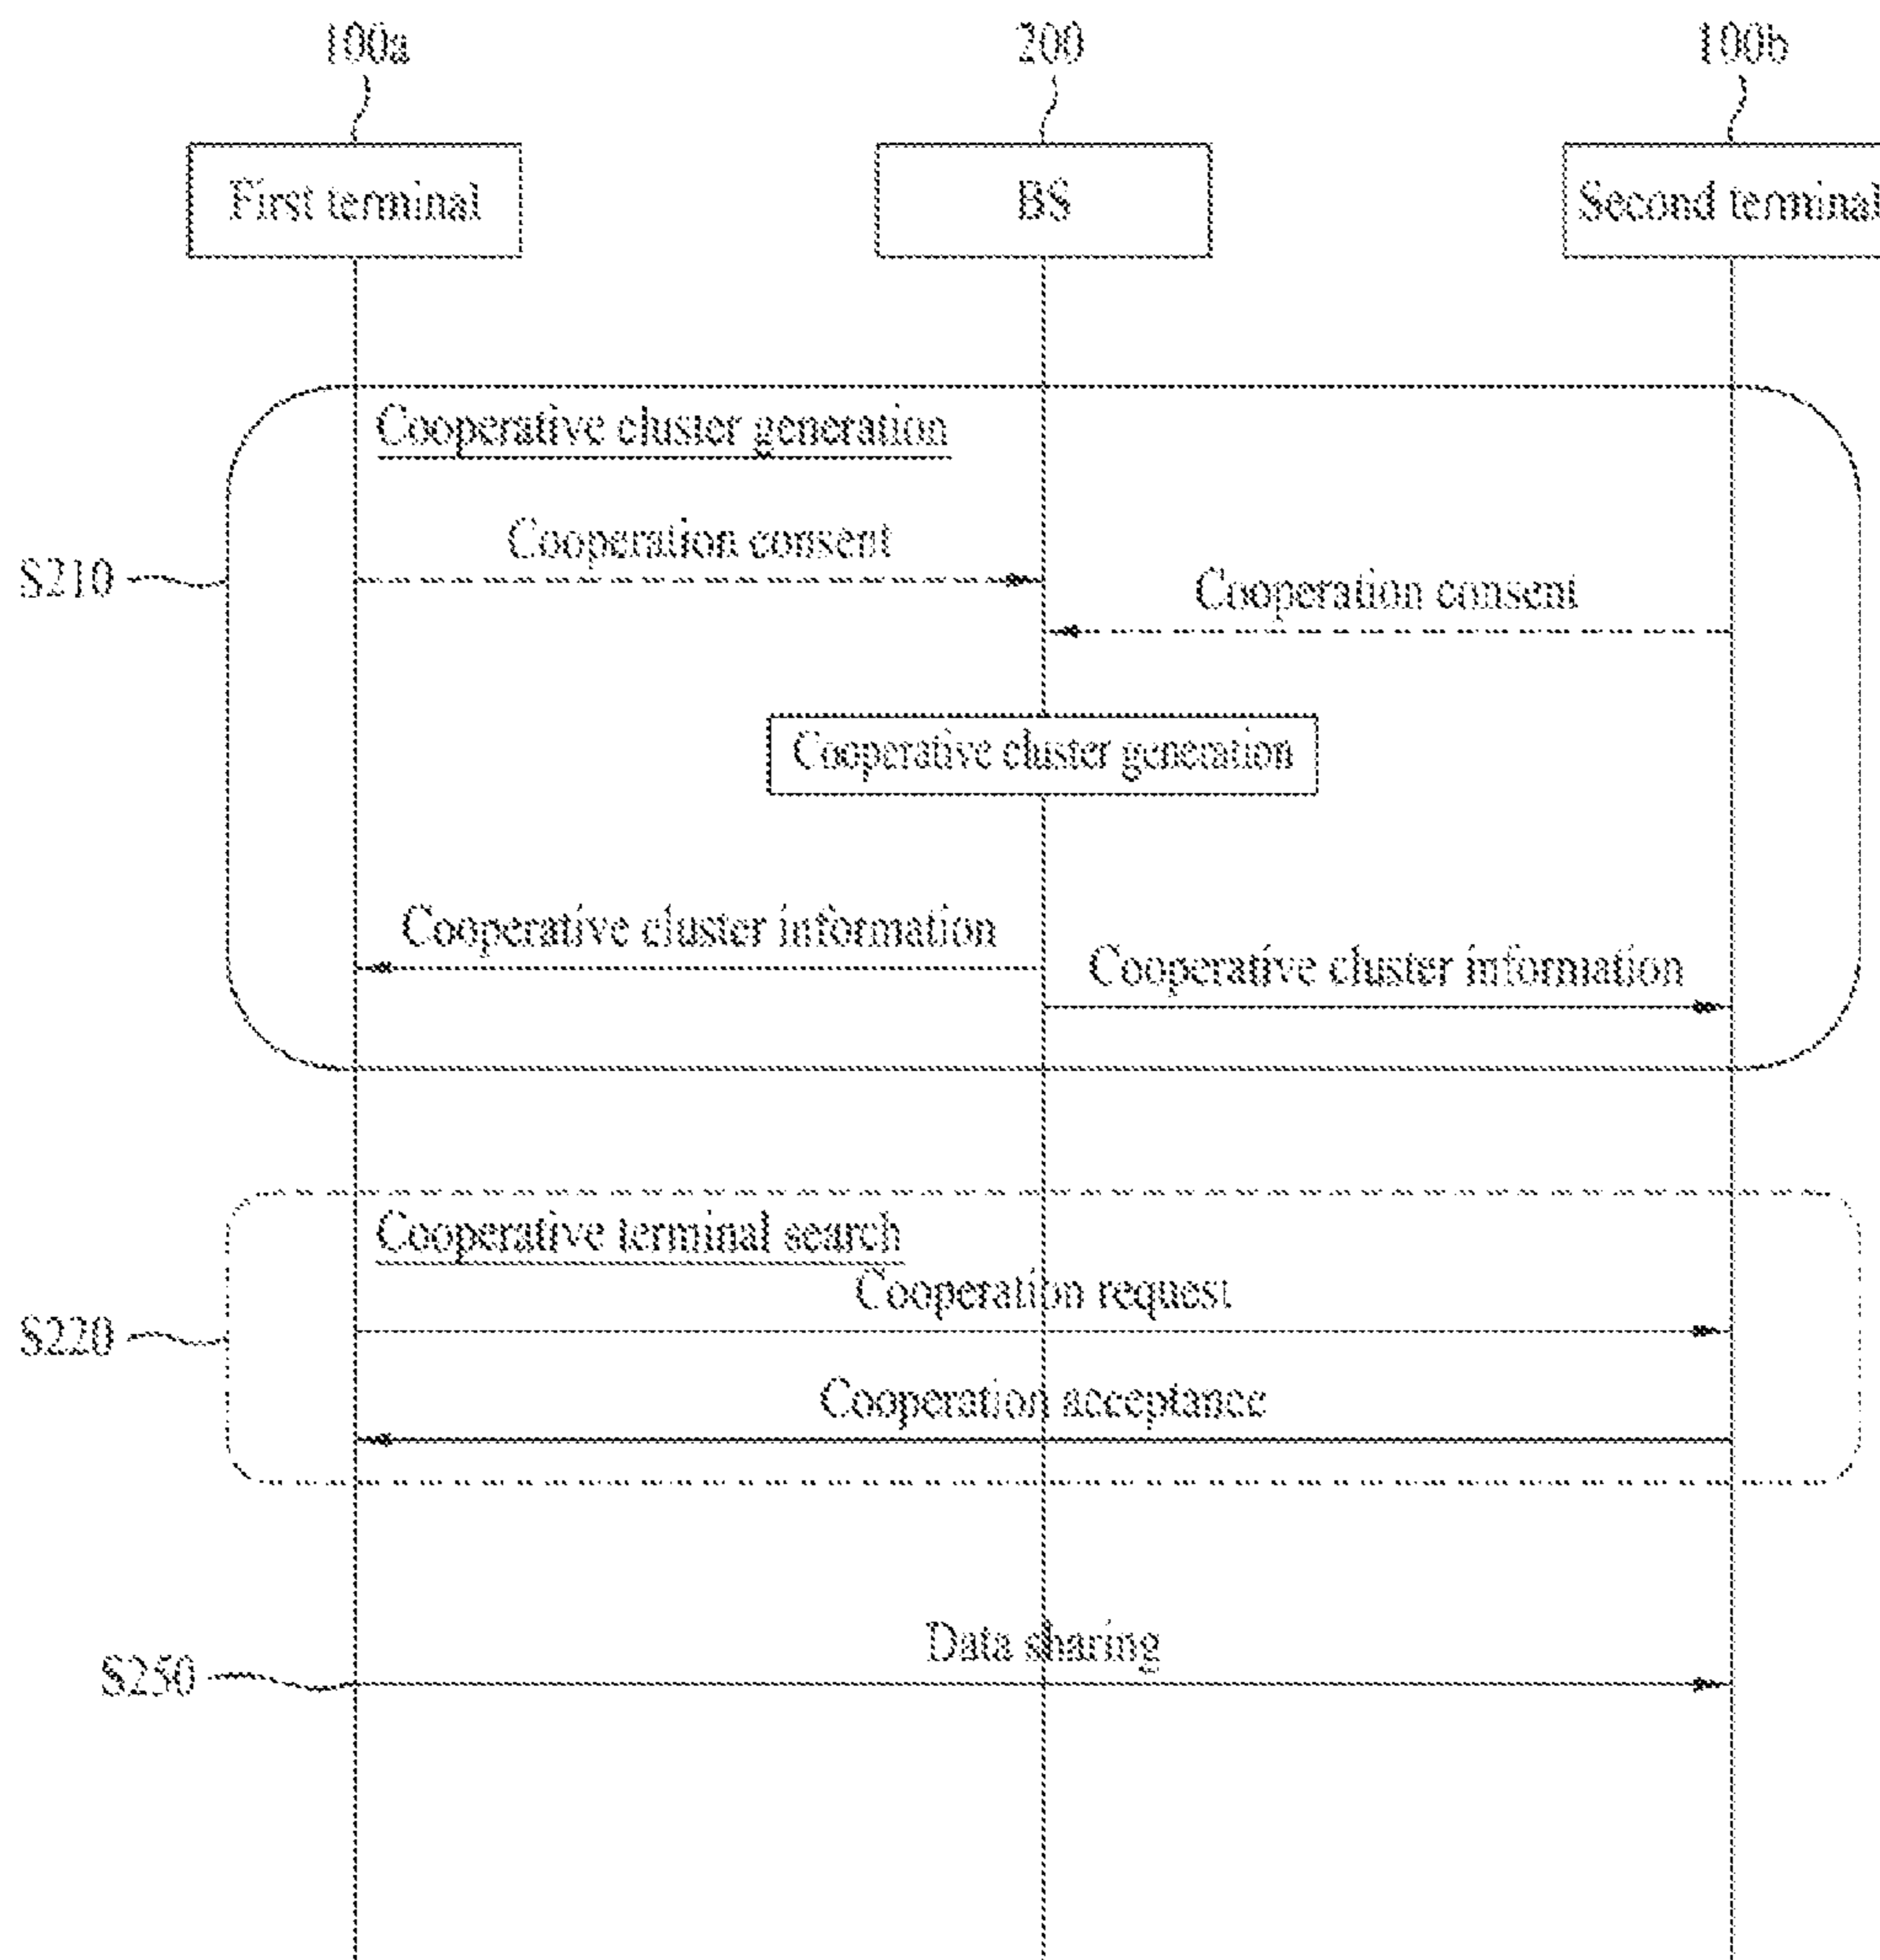 100a
200
100b
First terminal
BS
Second terminal
Cooperative cluster generation
Cooperation consent
S210
Cooperation consent
Cooperative cluster generation
Cooperative cluster information
Cooperative cluster information
Cooperative terminal search
Cooperation request
S220
Cooperation acceptance
Data sharing
S250